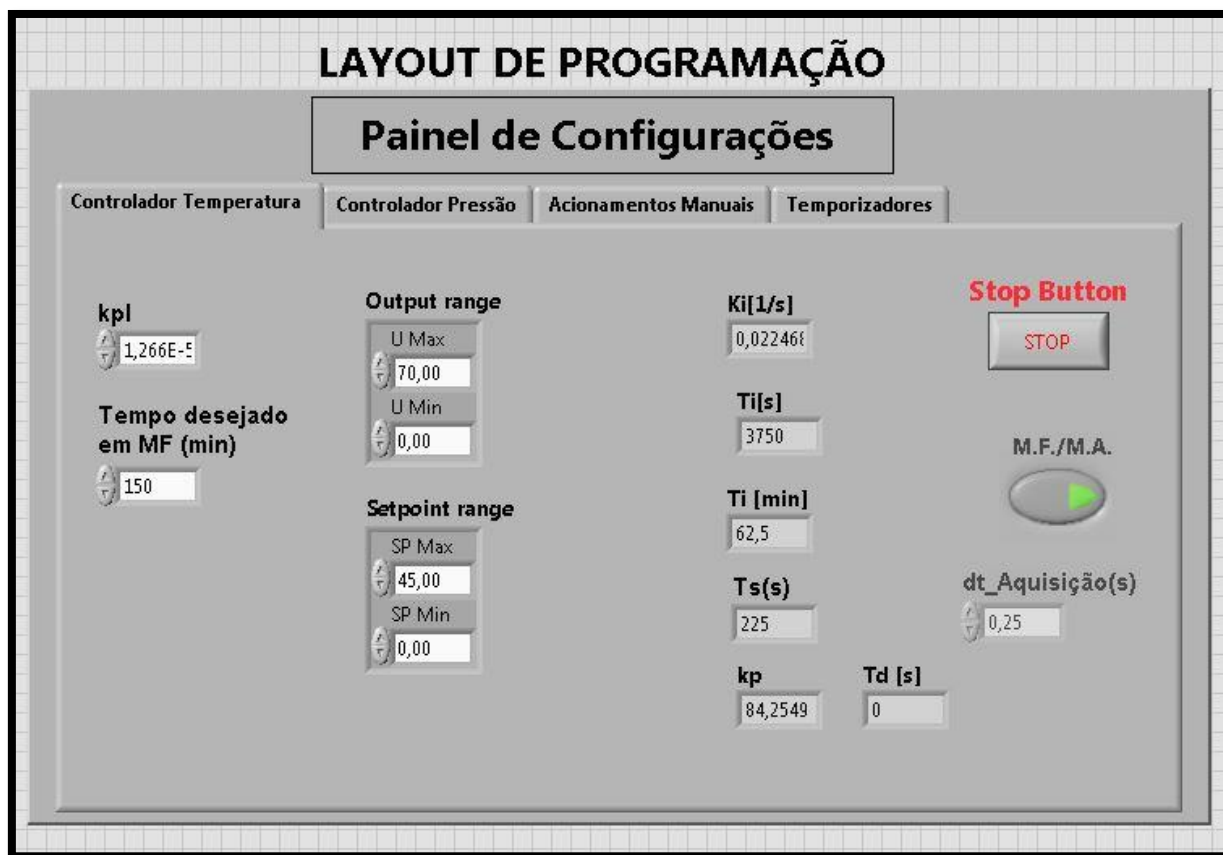 LAYOUT DE PROGRAMAÇÃO
Painel de Configurações
Controlador Temperatura
Controlador Pressão
Acionamentos Manuais
Temporizadores
kpl
1,266E-5
Tempo desejado
em MF (min)
150
Output range
U Max
70,00
U Min
0,00
Setpoint range
SP Max
45,00
SP Min
0,00
Ki[1/s]
0,022468
Ti[s]
3750
Ti [min]
62,5
Ts(s)
225
kp
84,2549
Td [s]
0
Stop Button
STOP
M.F./M.A.
dt_Aquisição(s)
0,25